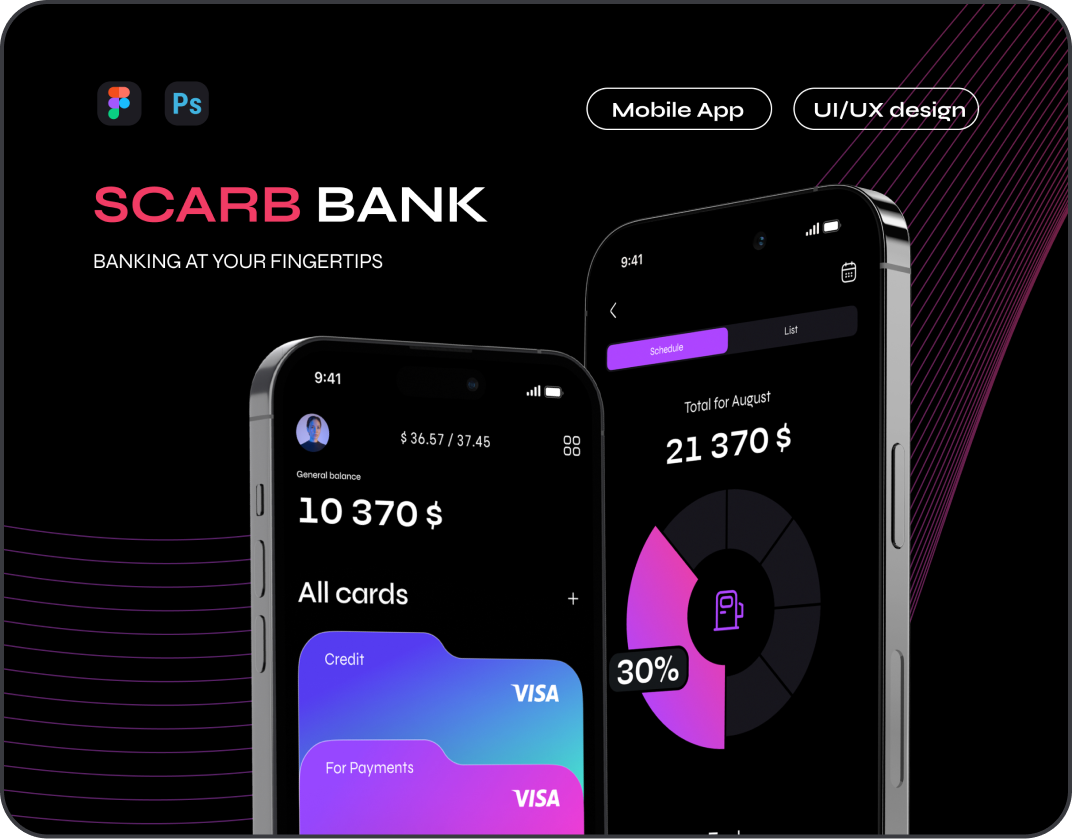 Ps
Mobile App
UI/UX design
SCARB BANK
BANKING AT YOUR FINGERTIPS
9:41
Schedule
List
Total for August
21 370 $
30%
9:41
$ 36.57 / 37.45
General balance
10 370 $
All cards
+
Credit
VISA
For Payments
VISA